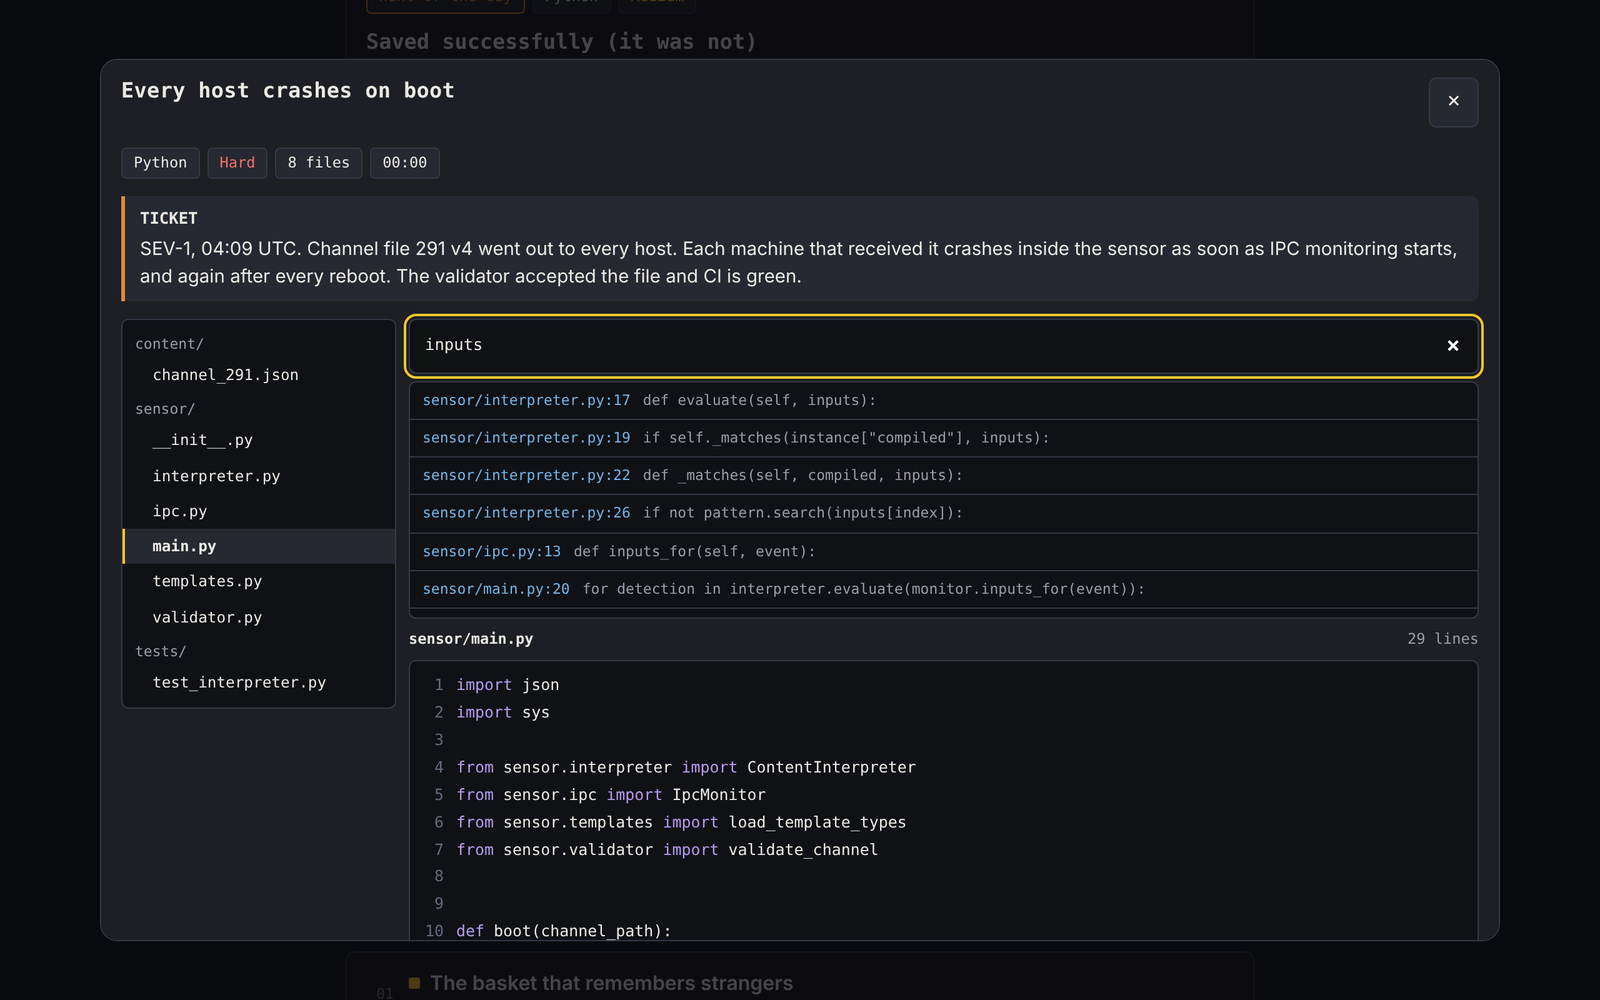 Python
Saved successfully (it was not)
Every host crashes on boot
×
Python
Hard
8 files
00:00
TICKET
SEV-1, 04:09 UTC. Channel file 291 v4 went out to every host. Each machine that received it crashes inside the sensor as soon as IPC monitoring starts,
and again after every reboot. The validator accepted the file and CI is green.
content/
channel_291.json
sensor/
__init__.py
interpreter.py
ipc.py
main.py
templates.py
validator.py
tests/
test_interpreter.py
inputs
×
sensor/interpreter.py:17 def evaluate(self, inputs):
sensor/interpreter.py:19 if self._matches(instance["compiled"], inputs):
sensor/interpreter.py:22 def _matches(self, compiled, inputs):
sensor/interpreter.py:26 if not pattern.search(inputs[index]):
sensor/ipc.py:13 def inputs_for(self, event):
sensor/main.py:20 for detection in interpreter.evaluate(monitor.inputs_for(event)):
sensor/main.py
29 lines
1 import json
2 import sys
3
4 from sensor.interpreter import ContentInterpreter
5 from sensor.ipc import IpcMonitor
6 from sensor.templates import load_template_types
7 from sensor.validator import validate_channel
8
9
10 def boot(channel_path):
01
The basket that remembers strangers